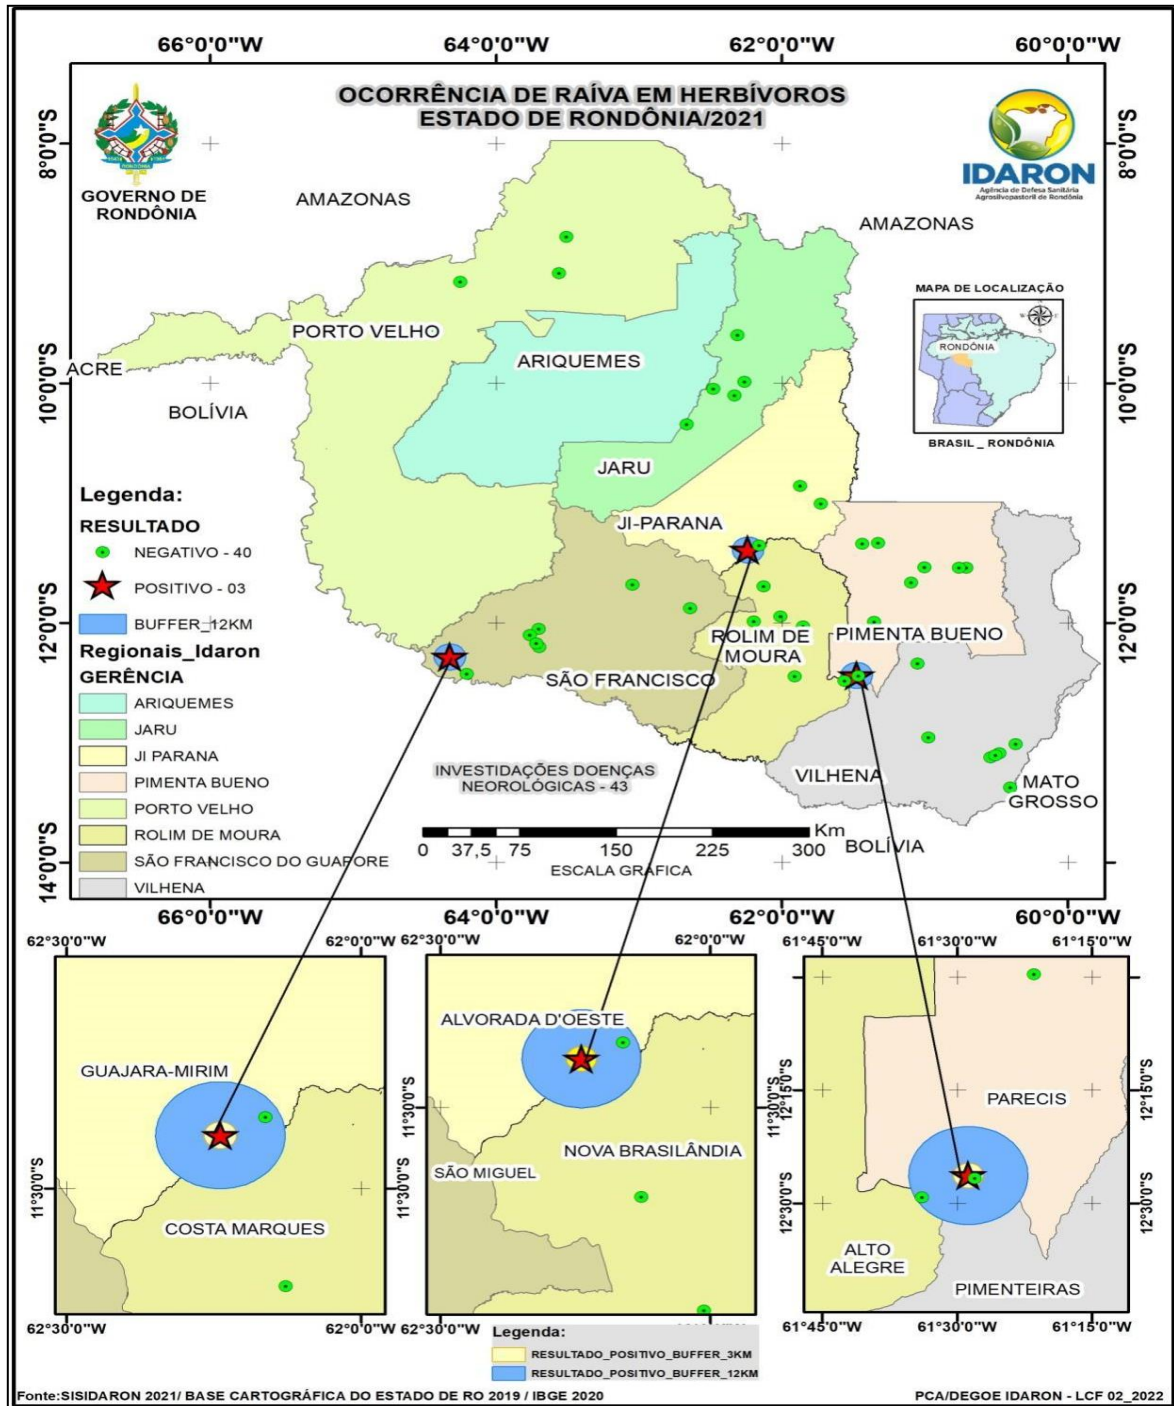 66°0'0"W 64°0'0"W 62°0'0"W 60°0'0"W
OCORRÊNCIA DE RAÍVA EM HERBÍVOROS
ESTADO DE RONDÔNIA/2021
8°0'0"S
8°0'0"S
GOVERNO DE
RONDÔNIA
IDARON
Agência de Defesa Sanitária
Agrosilvopastoril de Rondônia
AMAZONAS
AMAZONAS
MAPA DE LOCALIZAÇÃO
RONDÔNIA
BRASIL _ RONDÔNIA
PORTO VELHO
ARIQUEMES
ACRE
10°0'0"S
10°0'0"S
BOLÍVIA
JARU
JI-PARANA
Legenda:
RESULTADO
NEGATIVO - 40
POSITIVO - 03
BUFFER_12KM
Regionais_Idaron
GERÊNCIA
ARIQUEMES
JARU
JI PARANA
PIMENTA BUENO
PORTO VELHO
ROLIM DE MOURA
SÃO FRANCISCO DO GUAPORE
VILHENA
12°0'0"S
12°0'0"S
ROLIM DE
MOURA
PIMENTA BUENO
SÃO FRANCISCO
INVESTIDAÇÕES DOENÇAS
NEOROLÓGICAS - 43
VILHENA
MATO
GROSSO
Km
0 37,5 75 150 225 300
ESCALA GRÁFICA
BOLÍVIA
14°0'0"S
14°0'0"S
66°0'0"W 64°0'0"W 62°0'0"W 60°0'0"W
62°30'0"W 62°0'0"W
GUAJARA-MIRIM
11°30'0"S
11°30'0"S
COSTA MARQUES
62°30'0"W 62°0'0"W
62°30'0"W 62°0'0"W
ALVORADA D'OESTE
11°30'0"S
11°30'0"S
NOVA BRASILÂNDIA
SÃO MIGUEL
62°30'0"W
61°45'0"W 61°30'0"W 61°15'0"W
12°15'0"S
12°15'0"S
PARECIS
12°30'0"S
12°30'0"S
ALTO
ALEGRE
PIMENTEIRAS
61°45'0"W 61°30'0"W 61°15'0"W
Legenda:
RESULTADO_POSITIVO_BUFFER_3KM
RESULTADO_POSITIVO_BUFFER_12KM
Fonte:SISIDARON 2021/ BASE CARTOGRÁFICA DO ESTADO DE RO 2019 / IBGE 2020
PCA/DEGOE IDARON - LCF 02_2022